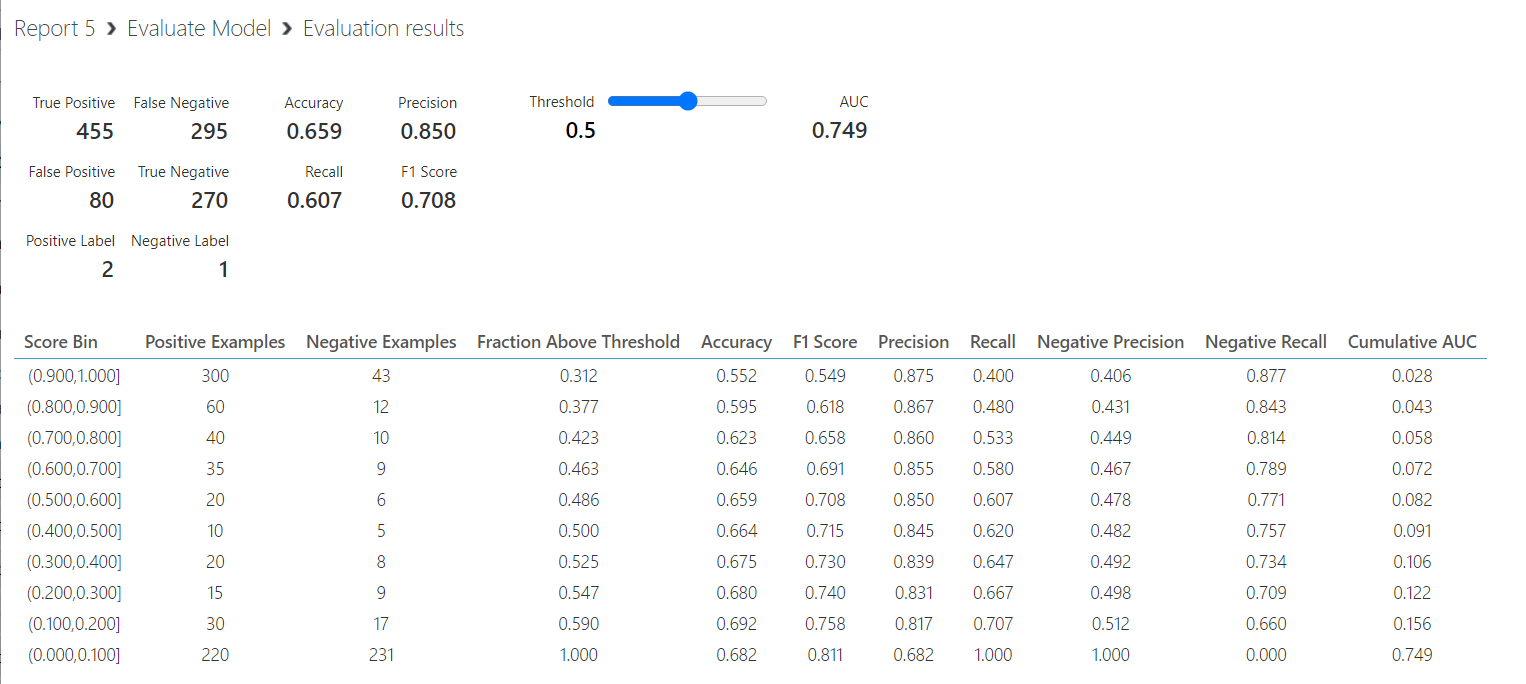 Report 5 › Evaluate Model › Evaluation results
True Positive False Negative Accuracy Precision Threshold AUC
455 295 0.659 0.850 0.5 0.749
False Positive True Negative Recall F1 Score
80 270 0.607 0.708
Positive Label Negative Label
2 1
Score Bin Positive Examples Negative Examples Fraction Above Threshold Accuracy F1 Score Precision Recall Negative Precision Negative Recall Cumulative AUC
(0.900,1.000] 300 43 0.312 0.552 0.549 0.875 0.400 0.406 0.877 0.028
(0.800,0.900] 60 12 0.377 0.595 0.618 0.867 0.480 0.431 0.843 0.043
(0.700,0.800] 40 10 0.423 0.623 0.658 0.860 0.533 0.449 0.814 0.058
(0.600,0.700] 35 9 0.463 0.646 0.691 0.855 0.580 0.467 0.789 0.072
(0.500,0.600] 20 6 0.486 0.659 0.708 0.850 0.607 0.478 0.771 0.082
(0.400,0.500] 10 5 0.500 0.664 0.715 0.845 0.620 0.482 0.757 0.091
(0.300,0.400] 20 8 0.525 0.675 0.730 0.839 0.647 0.492 0.734 0.106
(0.200,0.300] 15 9 0.547 0.680 0.740 0.831 0.667 0.498 0.709 0.122
(0.100,0.200] 30 17 0.590 0.692 0.758 0.817 0.707 0.512 0.660 0.156
(0.000,0.100] 220 231 1.000 0.682 0.811 0.682 1.000 1.000 0.000 0.749